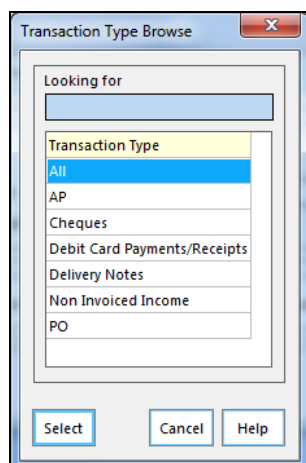 Transaction Type Browse
Looking for
Transaction Type
All
AP
Cheques
Debit Card Payments/Receipts
Delivery Notes
Non Invoiced Income
PO
Select Cancel Help